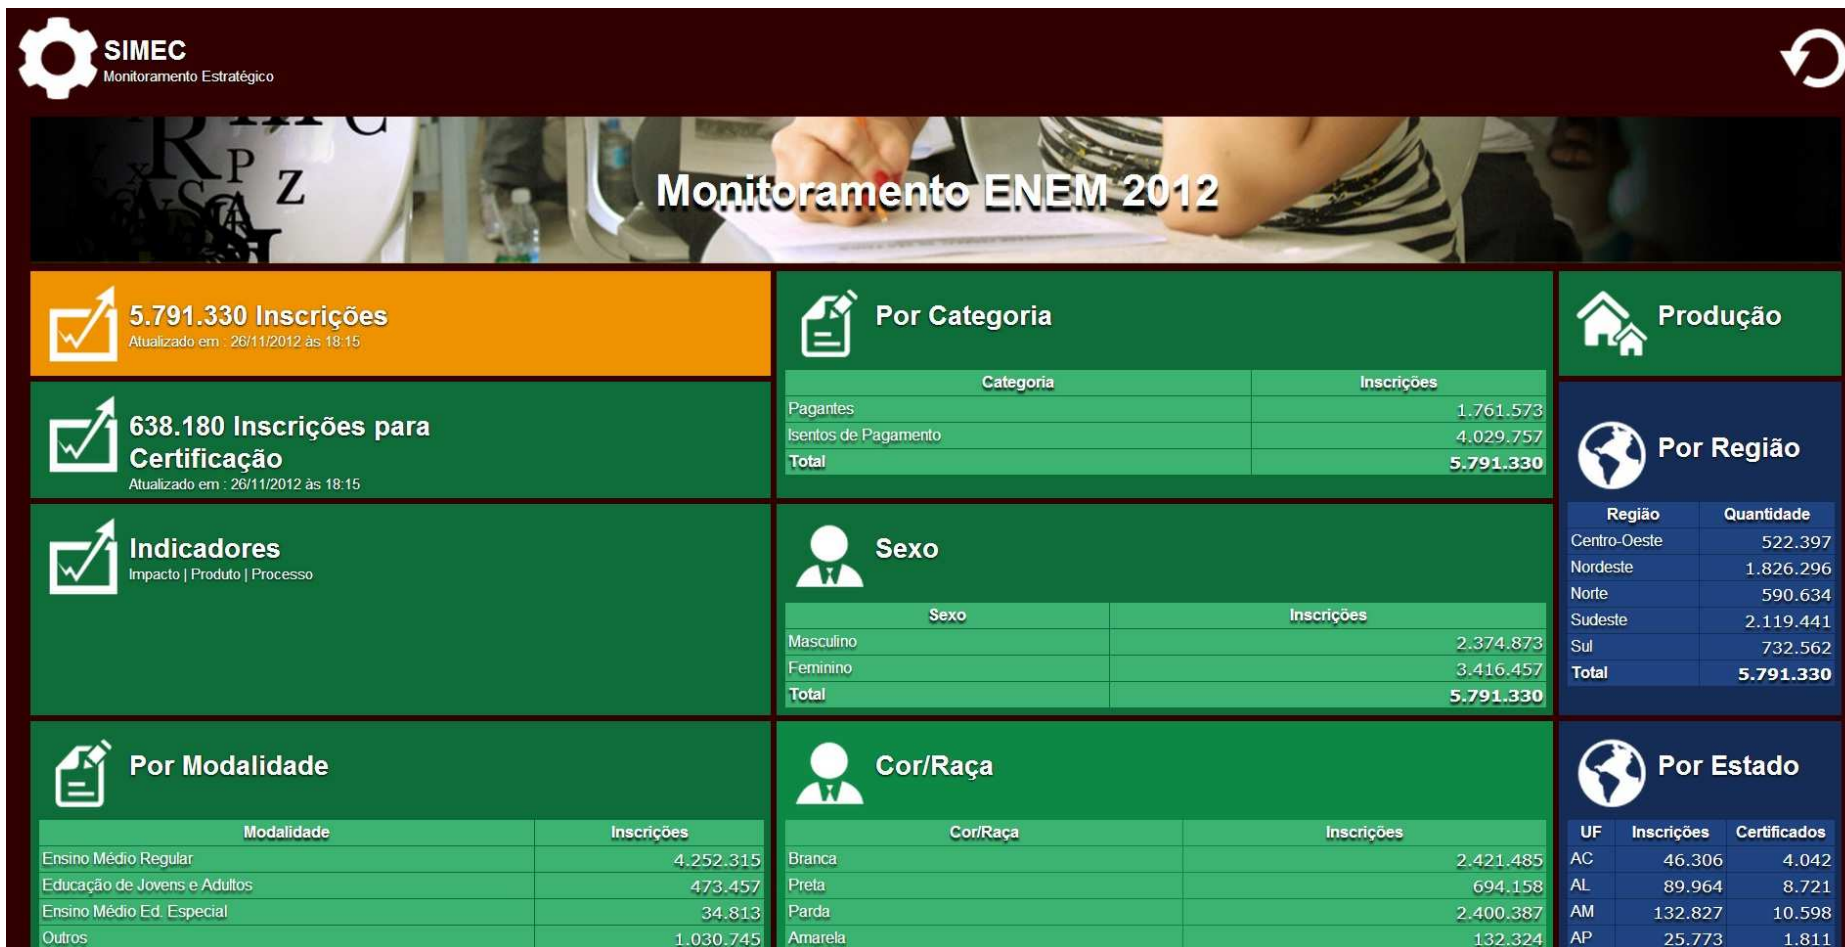 SIMEC
Monitoramento Estratégico
Monitoramento ENEM 2012
5.791.330 Inscrições
Atualizado em : 26/11/2012 às 18:15
638.180 Inscrições para
Certificação
Atualizado em : 26/11/2012 às 18:15
Indicadores
Impacto | Produto | Processo
Por Categoria
Categoria Inscrições
Pagantes 1.761.573
Isentos de Pagamento 4.029.757
Total 5.791.330
Sexo
Sexo Inscrições
Masculino 2.374.873
Feminino 3.416.457
Total 5.791.330
Produção
Por Região
Região Quantidade
Centro-Oeste 522.397
Nordeste 1.826.296
Norte 590.634
Sudeste 2.119.441
Sul 732.562
Total 5.791.330
Por Modalidade
Modalidade Inscrições
Ensino Médio Regular 4.252.315
Educação de Jovens e Adultos 473.457
Ensino Médio Ed. Especial 34.813
Outros 1.030.745
Cor/Raça
Cor/Raça Inscrições
Branca 2.421.485
Preta 694.158
Parda 2.400.387
Amarela 132.324
Por Estado
UF Inscrições Certificados
AC 46.306 4.042
AL 89.964 8.721
AM 132.827 10.598
AP 25.773 1.811